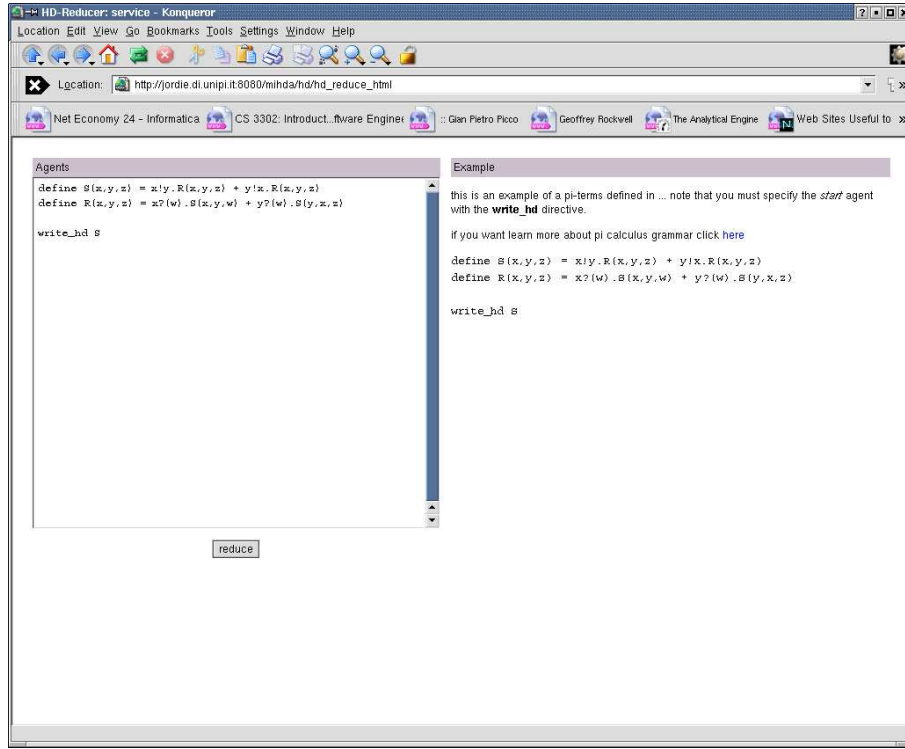 HD-Reducer: service - Konqueror
Location Edit View Go Bookmarks Tools Settings Window Help
Location: http://jordie.di.unipi.it:8080/mihda/hd/hd_reduce_html
Net Economy 24 - Informatica CS 3302: Introduct...ftware Engine :: Gian Pietro Picco Geoffrey Rockwell The Analytical Engine Web Sites Useful to
Agents
define S(x,y,z) = x!y.R(x,y,z) + y!x.R(x,y,z)
define R(x,y,z) = x?(w).S(x,y,w) + y?(w).S(y,x,z)
write_hd S
reduce
Example
this is an example of a pi-terms defined in ... note that you must specify the start agent
with the write_hd directive.
if you want learn more about pi calculus grammar click here
define S(x,y,z) = x!y.R(x,y,z) + y!x.R(x,y,z)
define R(x,y,z) = x?(w).S(x,y,w) + y?(w).S(y,x,z)
write_hd S